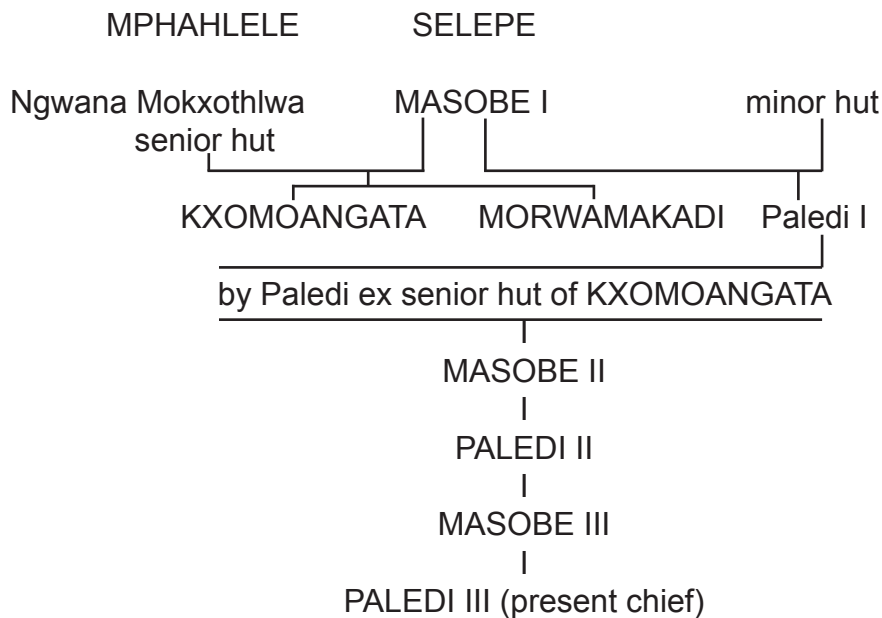 MPHAHLELE SELEPE
Ngwana Mokxothlwa MASOBE I minor hut
senior hut
KXOMOANGATA MORWAMAKADI Paledi I
by Paledi ex senior hut of KXOMOANGATA
MASOBE II
PALEDI II
MASOBE III
PALEDI III (present chief)